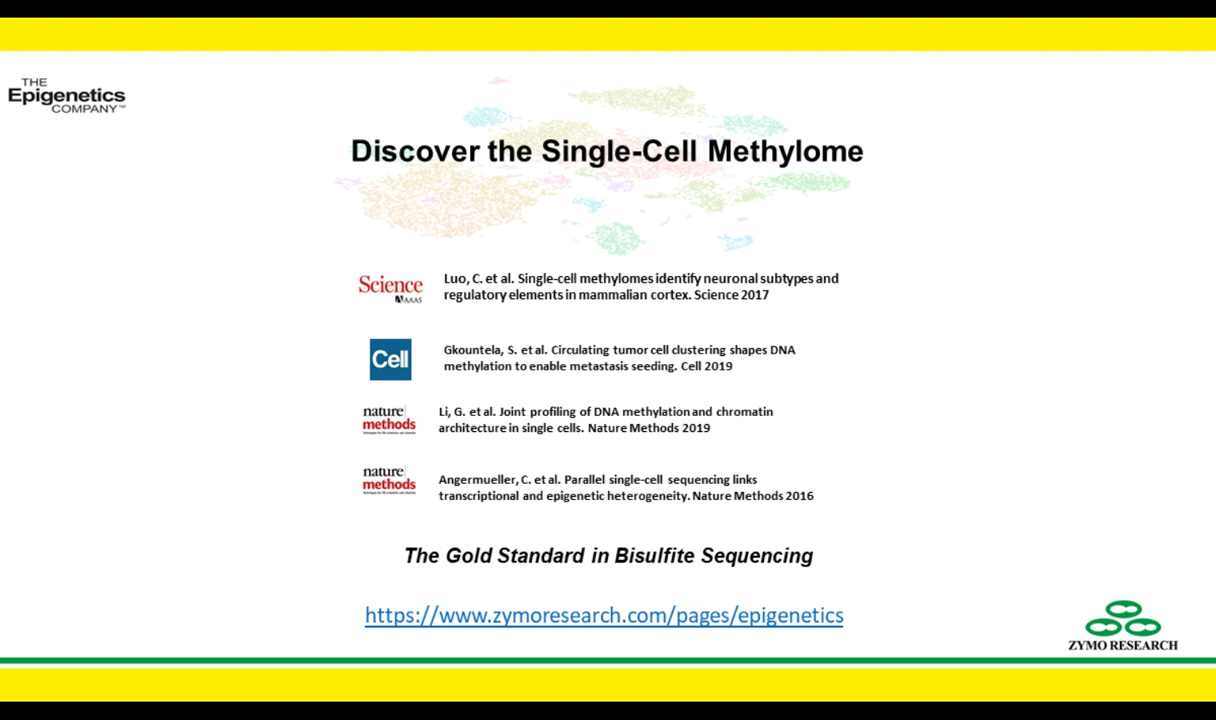 THE
Epigenetics
COMPANY™
Discover the Single-Cell Methylome
Science
AAAS
Luo, C. et al. Single-cell methylomes identify neuronal subtypes and
regulatory elements in mammalian cortex. Science 2017
Cell
Gkountela, S. et al. Circulating tumor cell clustering shapes DNA
methylation to enable metastasis seeding. Cell 2019
nature
methods
Li, G. et al. Joint profiling of DNA methylation and chromatin
architecture in single cells. Nature Methods 2019
nature
methods
Angermueller, C. et al. Parallel single-cell sequencing links
transcriptional and epigenetic heterogeneity. Nature Methods 2016
The Gold Standard in Bisulfite Sequencing
https://www.zymoresearch.com/pages/epigenetics
ZYMO RESEARCH